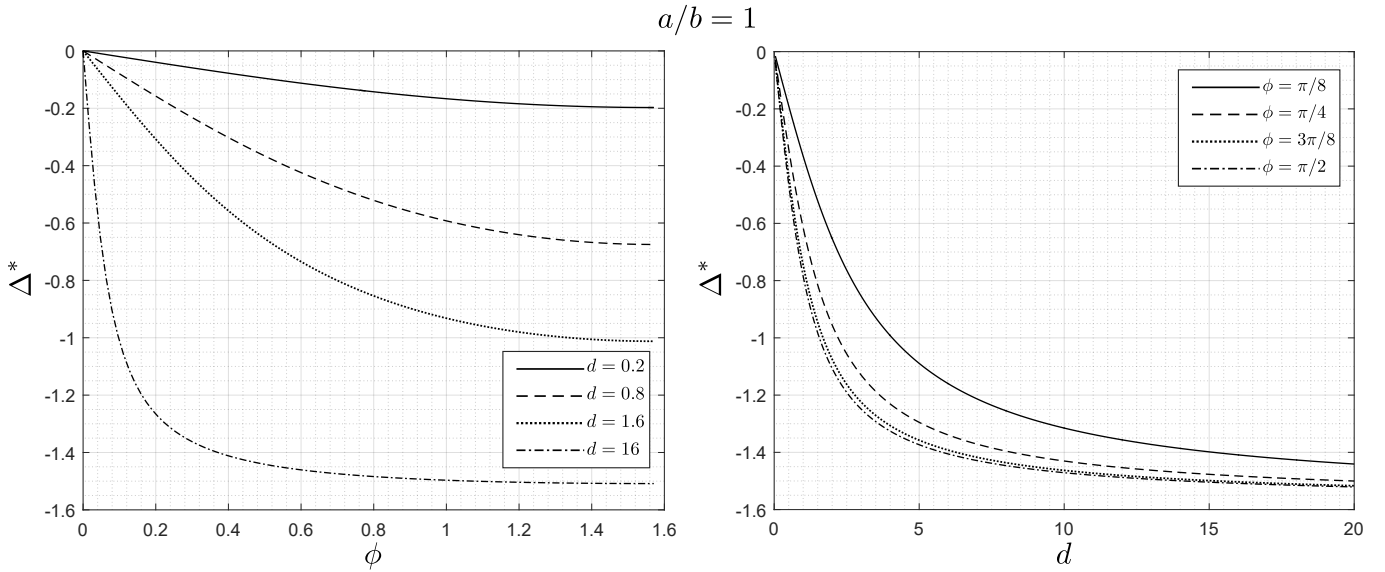 a/b = 1
0
-0.2
-0.4
-0.6
-0.8
-1
-1.2
-1.4
-1.6
Δ*
0 0.2 0.4 0.6 0.8 1 1.2 1.4 1.6
ϕ
d = 0.2
d = 0.8
d = 1.6
d = 16
0
-0.2
-0.4
-0.6
-0.8
-1
-1.2
-1.4
-1.6
Δ*
0 5 10 15 20
d
ϕ = π/8
ϕ = π/4
ϕ = 3π/8
ϕ = π/2